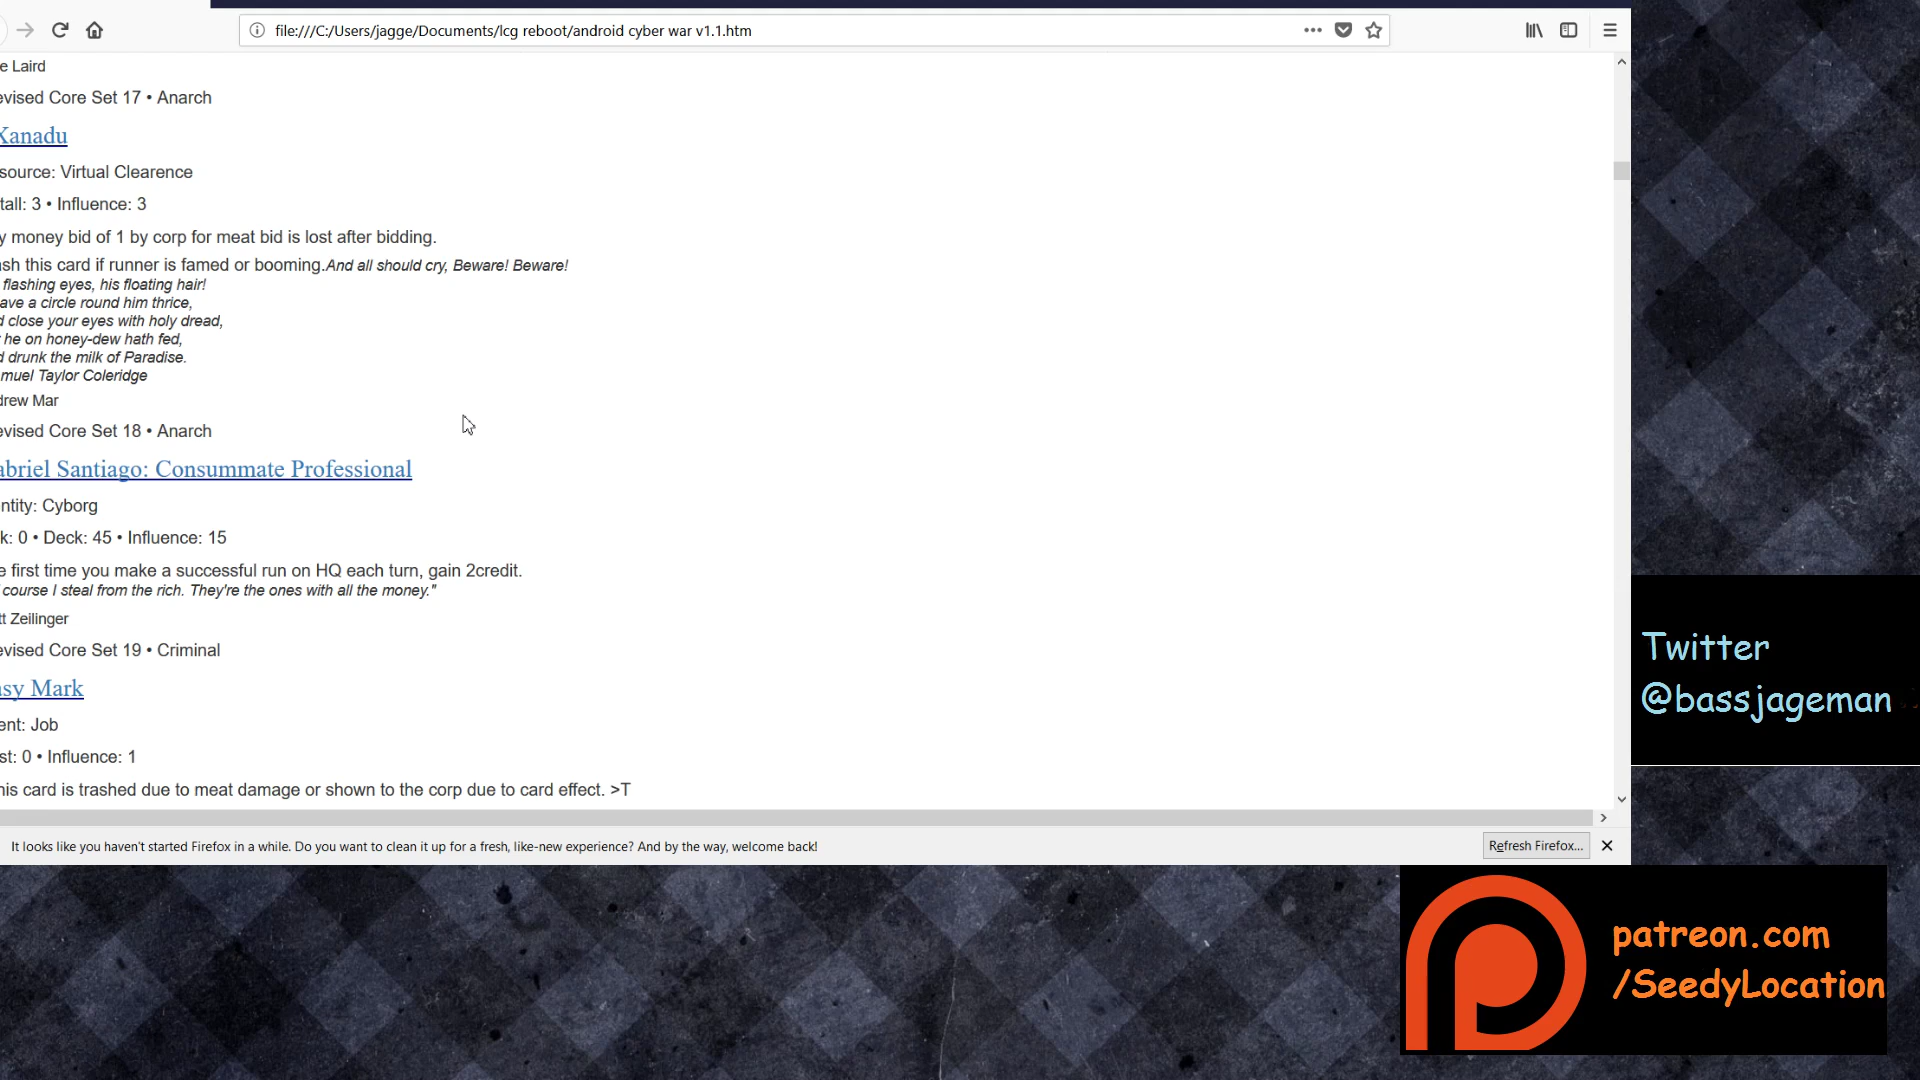 file:///C:/Users/jagge/Documents/lcg reboot/android cyber war v1.1.htm
e Laird
evised Core Set 17 • Anarch
Xanadu
source: Virtual Clearence
tall: 3 • Influence: 3
y money bid of 1 by corp for meat bid is lost after bidding.
ash this card if runner is famed or booming.And all should cry, Beware! Beware!
flashing eyes, his floating hair!
ave a circle round him thrice,
d close your eyes with holy dread,
he on honey-dew hath fed,
d drunk the milk of Paradise.
muel Taylor Coleridge
drew Mar
evised Core Set 18 • Anarch
abriel Santiago: Consummate Professional
entity: Cyborg
k: 0 • Deck: 45 • Influence: 15
e first time you make a successful run on HQ each turn, gain 2credit.
course I steal from the rich. They're the ones with all the money."
tt Zeilinger
evised Core Set 19 • Criminal
asy Mark
ent: Job
st: 0 • Influence: 1
his card is trashed due to meat damage or shown to the corp due to card effect. >T
It looks like you haven't started Firefox in a while. Do you want to clean it up for a fresh, like-new experience? And by the way, welcome back!
Refresh Firefox...
Twitter
@bassjageman
patreon.com
/SeedyLocation